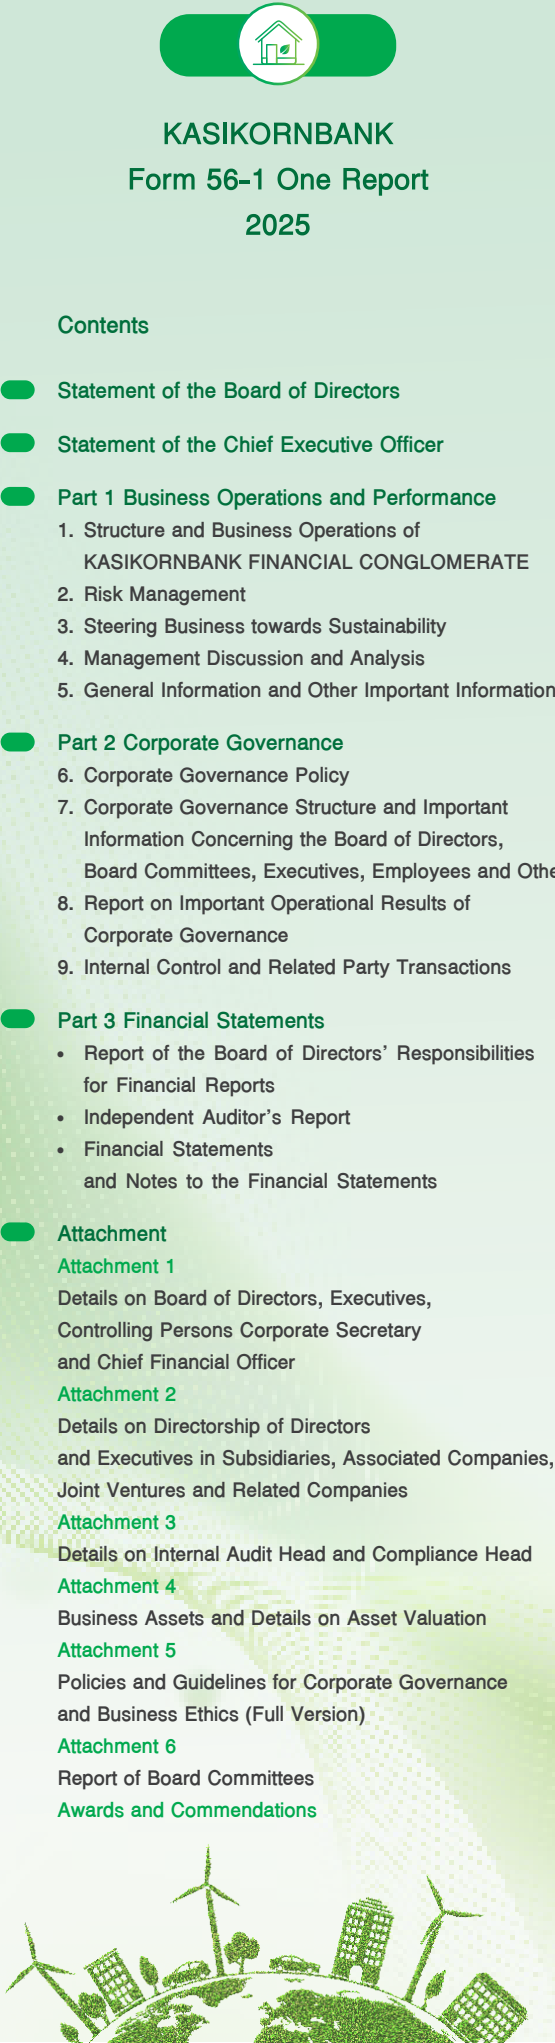 KASIKORNBANK
Form 56-1 One Report
2025
Contents
Statement of the Board of Directors
Statement of the Chief Executive Officer
Part 1 Business Operations and Performance
1. Structure and Business Operations of
KASIKORNBANK FINANCIAL CONGLOMERATE
2. Risk Management
3. Steering Business towards Sustainability
4. Management Discussion and Analysis
5. General Information and Other Important Information
Part 2 Corporate Governance
6. Corporate Governance Policy
7. Corporate Governance Structure and Important
Information Concerning the Board of Directors,
Board Committees, Executives, Employees and Othe
8. Report on Important Operational Results of
Corporate Governance
9. Internal Control and Related Party Transactions
Part 3 Financial Statements
• Report of the Board of Directors' Responsibilities
for Financial Reports
• Independent Auditor's Report
• Financial Statements
and Notes to the Financial Statements
Attachment
Attachment 1
Details on Board of Directors, Executives,
Controlling Persons Corporate Secretary
and Chief Financial Officer
Attachment 2
Details on Directorship of Directors
and Executives in Subsidiaries, Associated Companies,
Joint Ventures and Related Companies
Attachment 3
Details on Internal Audit Head and Compliance Head
Attachment 4
Business Assets and Details on Asset Valuation
Attachment 5
Policies and Guidelines for Corporate Governance
and Business Ethics (Full Version)
Attachment 6
Report of Board Committees
Awards and Commendations